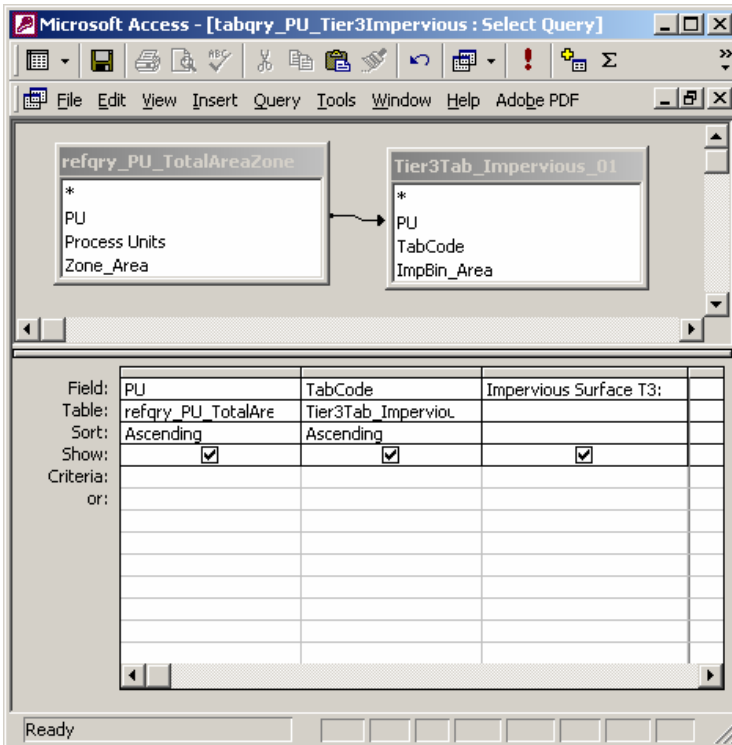 Microsoft Access - [tabqry_PU_Tier3Impervious : Select Query]
ABC
Σ
»
File Edit View Insert Query Tools Window Help Adobe PDF
refqry_PU_TotalAreaZone
*
PU
Process Units
Zone_Area
Tier3Tab_Impervious_01
*
PU
TabCode
ImpBin_Area
Field: PU TabCode Impervious Surface T3:
Table: refqry_PU_TotalAre Tier3Tab_Imperviou
Sort: Ascending Ascending
Show:
Criteria:
or:
Ready